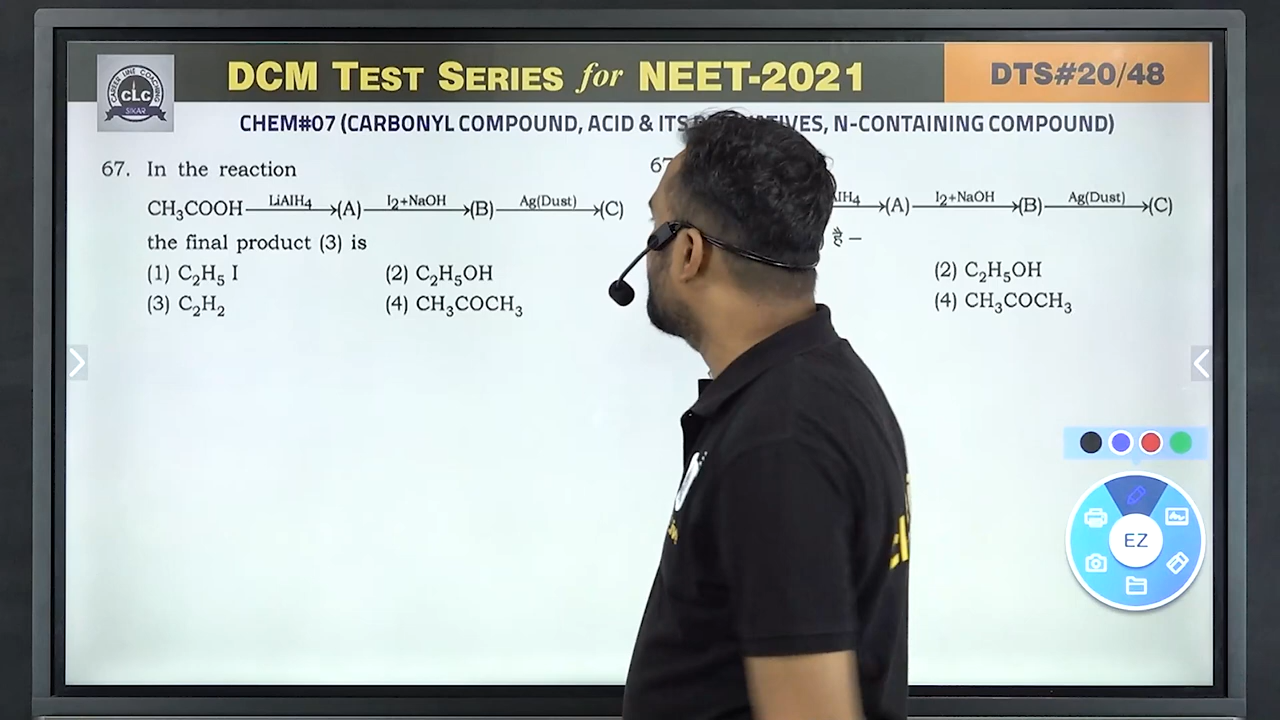 DCM TEST SERIES for NEET-2021
DTS#20/48
CLC
SIKAR
CHEM#07 (CARBONYL COMPOUND, ACID & ITS VES, N-CONTAINING COMPOUND)
67. In the reaction
CH₃COOH —LiAlH₄→(A) —I₂+NaOH→(B) —Ag(Dust)→(C)
the final product (3) is
(1) C₂H₅ I (2) C₂H₅OH
(3) C₂H₂ (4) CH₃COCH₃
67
lH₄→(A) —I₂+NaOH→(B) —Ag(Dust)→(C)
है –
(2) C₂H₅OH
(4) CH₃COCH₃
EZ